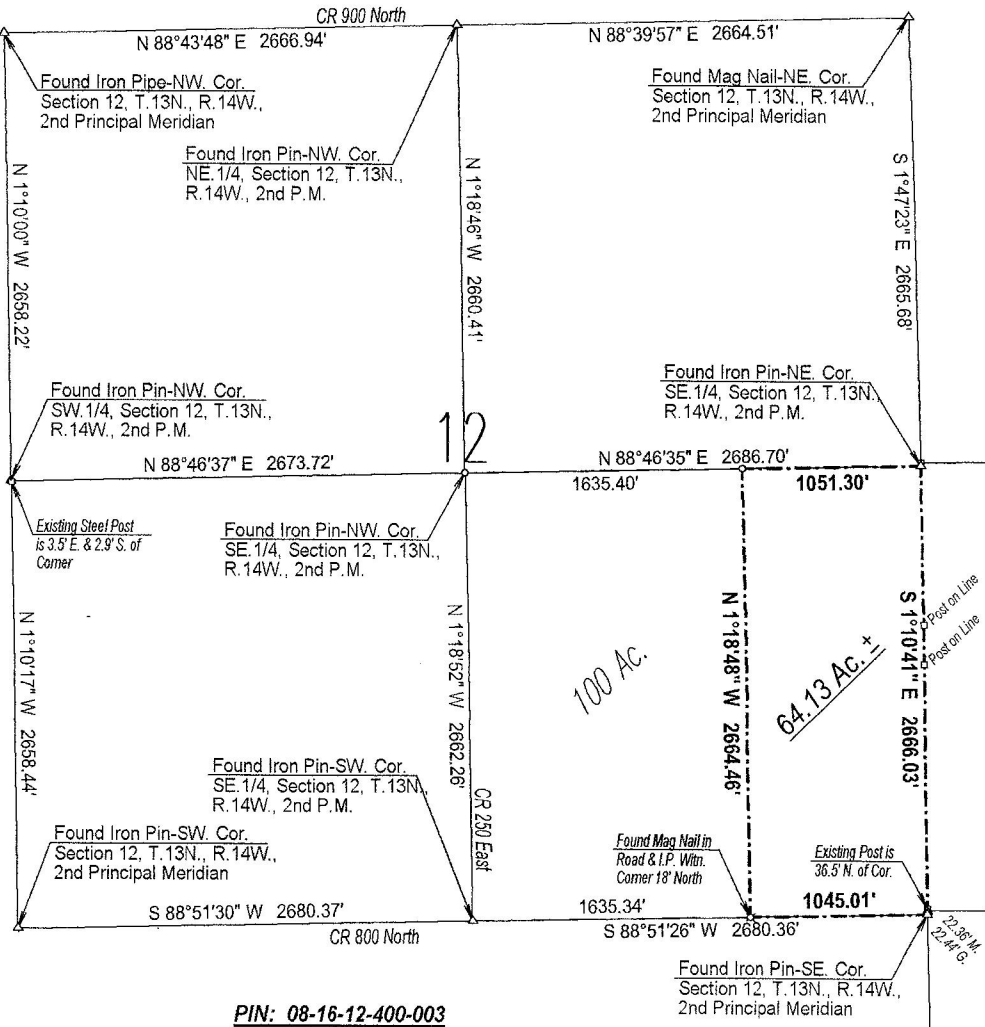 CR 900 North
N 88°43'48" E 2666.94'
N 88°39'57" E 2664.51'
Found Iron Pipe-NW. Cor.
Section 12, T.13N., R.14W.,
2nd Principal Meridian
Found Mag Nail-NE. Cor.
Section 12, T.13N., R.14W.,
2nd Principal Meridian
Found Iron Pin-NW. Cor.
NE.1/4, Section 12, T.13N.,
R.14W., 2nd P.M.
N 1°10'00" W 2658.22'
N 1°18'46" W 2660.41'
S 1°47'23" E 2665.68'
Found Iron Pin-NW. Cor.
SW.1/4, Section 12, T.13N.,
R.14W., 2nd P.M.
Found Iron Pin-NE. Cor.
SE.1/4, Section 12, T.13N.,
R.14W., 2nd P.M.
12
N 88°46'37" E 2673.72'
N 88°46'35" E 2686.70'
1635.40'
1051.30'
Existing Steel Post
is 3.5' E. & 2.9' S. of
Corner
Found Iron Pin-NW. Cor.
SE.1/4, Section 12, T.13N.,
R.14W., 2nd P.M.
N 1°10'17" W 2658.44'
N 1°18'52" W 2662.26'
100 Ac.
N 1°18'48" W 2664.46'
64.13 Ac. ±
S 1°10'41" E 2666.03'
Post on Line
Post on Line
Found Iron Pin-SW. Cor.
SE.1/4, Section 12, T.13N.,
R.14W., 2nd P.M.
CR 250 East
Found Iron Pin-SW. Cor.
Section 12, T.13N., R.14W.,
2nd Principal Meridian
Found Mag Nail in
Road & I.P. Witn.
Corner 18' North
Existing Post is
36.5' N. of Cor.
S 88°51'30" W 2680.37'
CR 800 North
1635.34'
1045.01'
S 88°51'26" W 2680.36'
22.36' M.
22.44' G.
Found Iron Pin-SE. Cor.
Section 12, T.13N., R.14W.,
2nd Principal Meridian
PIN: 08-16-12-400-003